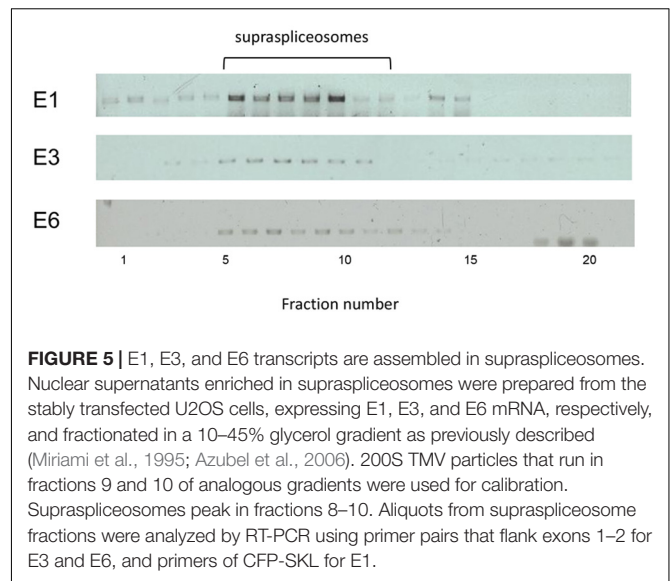 supraspliceosomes
E1
E3
E6
1 5 10 15 20
Fraction number
FIGURE 5 | E1, E3, and E6 transcripts are assembled in supraspliceosomes.
Nuclear supernatants enriched in supraspliceosomes were prepared from the
stably transfected U2OS cells, expressing E1, E3, and E6 mRNA, respectively,
and fractionated in a 10–45% glycerol gradient as previously described
(Miriami et al., 1995; Azubel et al., 2006). 200S TMV particles that run in
fractions 9 and 10 of analogous gradients were used for calibration.
Supraspliceosomes peak in fractions 8–10. Aliquots from supraspliceosome
fractions were analyzed by RT-PCR using primer pairs that flank exons 1–2 for
E3 and E6, and primers of CFP-SKL for E1.